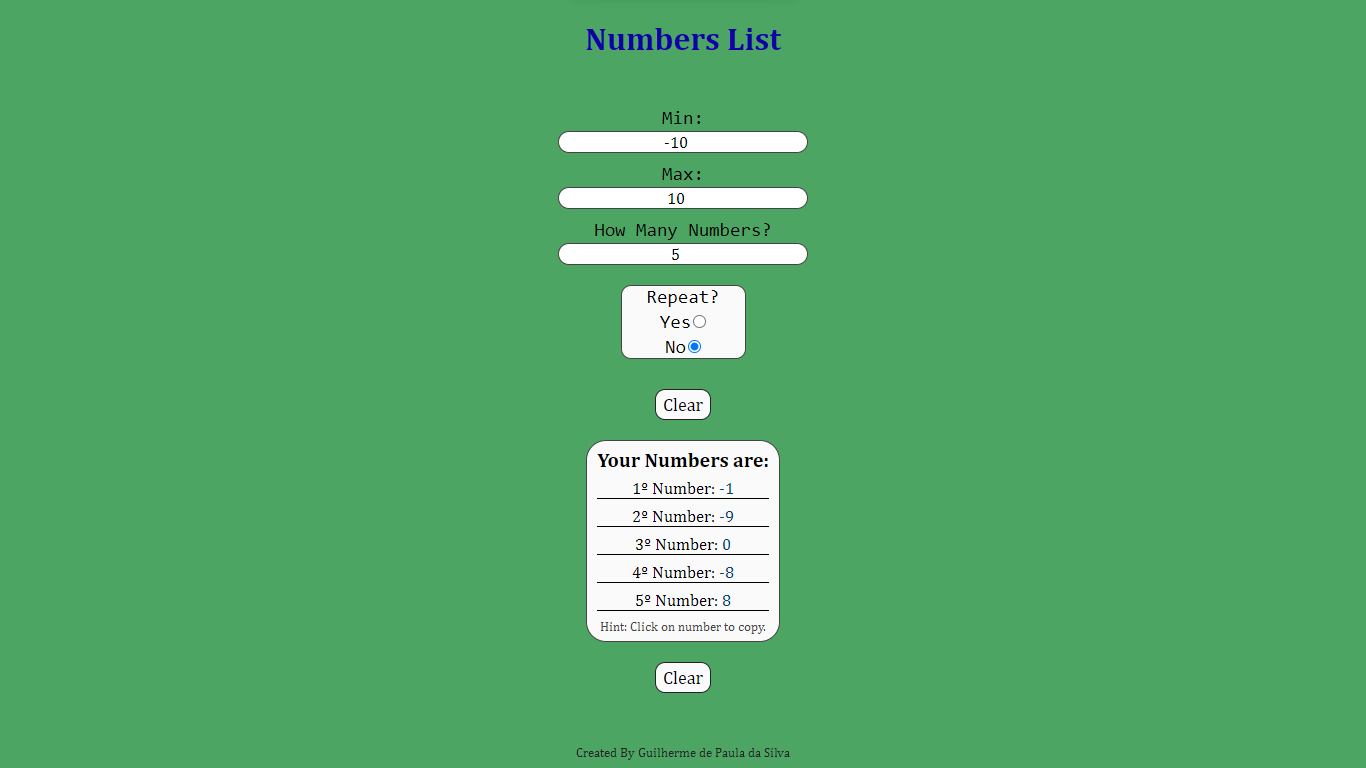 Numbers List
Min:
-10
Max:
10
How Many Numbers?
5
Repeat?
Yes
No
Clear
Your Numbers are:
1º Number: -1
2º Number: -9
3º Number: 0
4º Number: -8
5º Number: 8
Hint: Click on number to copy.
Clear
Created By Guilherme de Paula da Silva